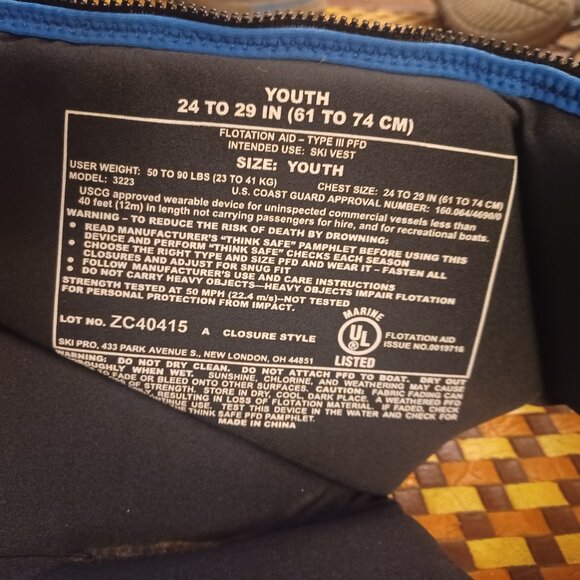 YOUTH
24 TO 29 IN (61 TO 74 CM)
FLOTATION AID – TYPE III PFD
INTENDED USE: SKI VEST
SIZE: YOUTH
USER WEIGHT: 50 TO 90 LBS (23 TO 41 KG) CHEST SIZE: 24 TO 29 IN (61 TO 74 CM)
MODEL: 3223 U.S. COAST GUARD APPROVAL NUMBER: 160.064/4690/0
USCG approved wearable device for uninspected commercial vessels less than
40 feet (12m) in length not carrying passengers for hire, and for recreational boats.
WARNING – TO REDUCE THE RISK OF DEATH BY DROWNING:
• READ MANUFACTURER'S "THINK SAFE" PAMPHLET BEFORE USING THIS
DEVICE AND PERFORM "THINK SAFE" CHECKS EACH SEASON
• CHOOSE THE RIGHT TYPE AND SIZE PFD AND WEAR IT – FASTEN ALL
CLOSURES AND ADJUST FOR SNUG FIT
• FOLLOW MANUFACTURER'S USE AND CARE INSTRUCTIONS
• DO NOT CARRY HEAVY OBJECTS—HEAVY OBJECTS IMPAIR FLOTATION
STRENGTH TESTED AT 50 MPH (22.4 m/s)–NOT TESTED
FOR PERSONAL PROTECTION FROM IMPACT.
LOT NO. ZC40415 A CLOSURE STYLE
MARINE
UL
LISTED
FLOTATION AID
ISSUE NO.0019716
SKI PRO, 433 PARK AVENUE S., NEW LONDON, OH 44851
WARNING: DO NOT DRY CLEAN. DO NOT ATTACH PFD TO BOAT. DRY OUT
THOROUGHLY WHEN WET. SUNSHINE, CHLORINE, AND WEATHERING MAY CAUSE
TO FADE OR BLEED ONTO OTHER SURFACES. CAUTION: FABRIC FADING CAN
OF STRENGTH. STORE IN DRY, COOL, DARK PLACE. A WEATHERED PFD
RESULTING IN LOSS OF FLOTATION MATERIAL. IF FADED, CHECK
USE. TEST THIS DEVICE IN THE WATER AND CHECK FOR
THINK SAFE PFD PAMPHLET.
MADE IN CHINA